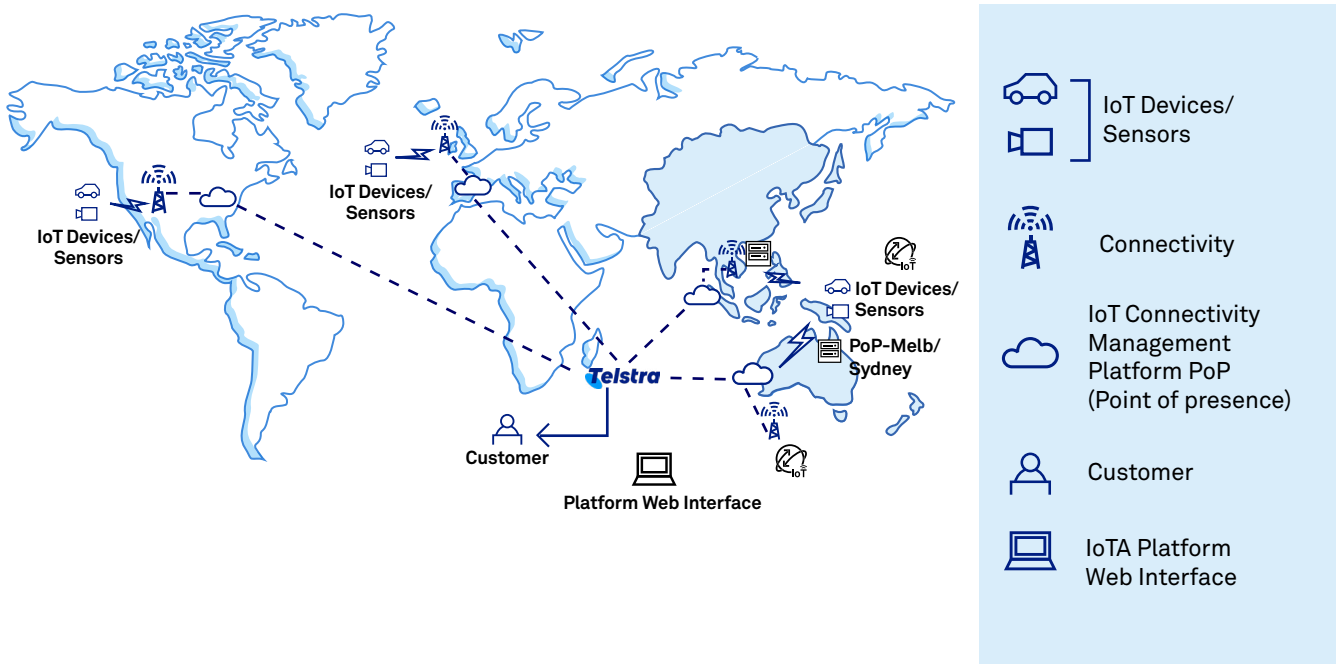 IoT Devices/
Sensors
IoT Devices/
Sensors
IoT
IoT Devices/
Sensors
PoP-Melb/
Sydney
Telstra
Customer
IoT
Platform Web Interface
IoT Devices/
Sensors
Connectivity
IoT Connectivity
Management
Platform PoP
(Point of presence)
Customer
IoTA Platform
Web Interface